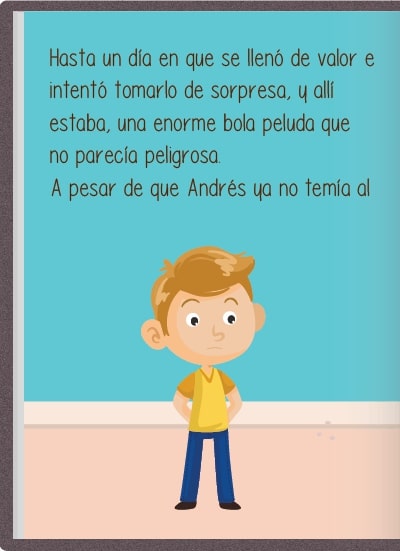 Hasta un día en que se llenó de valor e
intentó tomarlo de sorpresa, y allí
estaba, una enorme bola peluda que
no parecía peligrosa.
A pesar de que Andrés ya no temía al